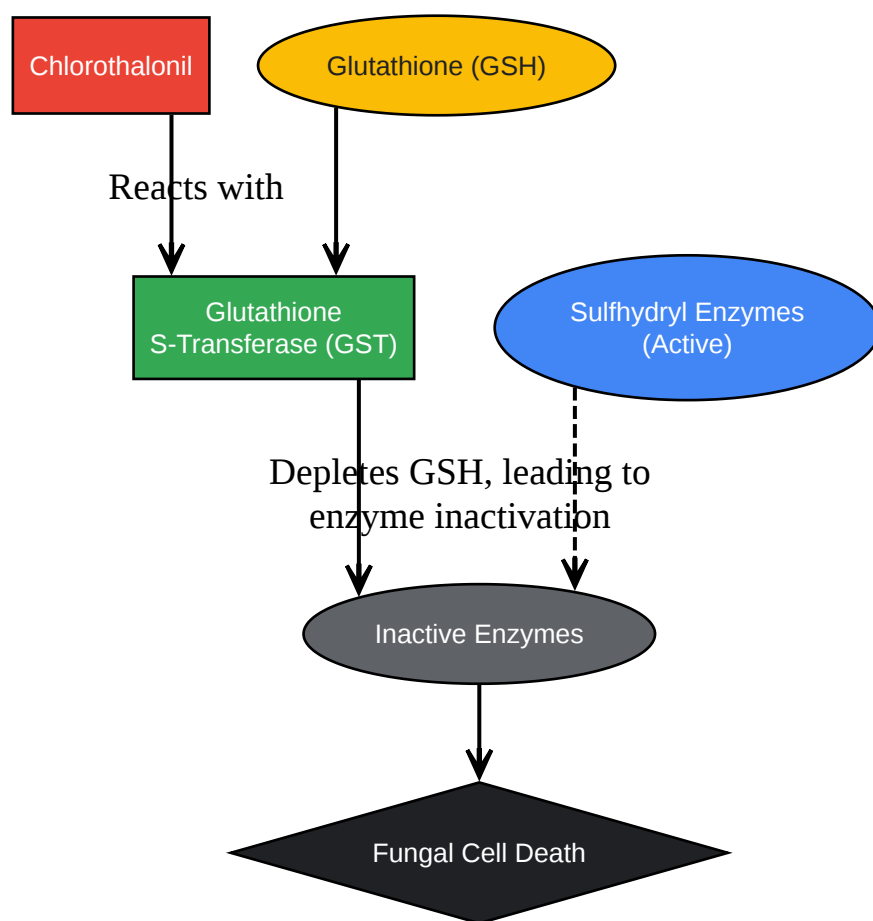 Chlorothalonil
Glutathione (GSH)
Reacts with
Glutathione
S-Transferase (GST)
Sulfhydryl Enzymes
(Active)
Depletes GSH, leading to
enzyme inactivation
Inactive Enzymes
Fungal Cell Death